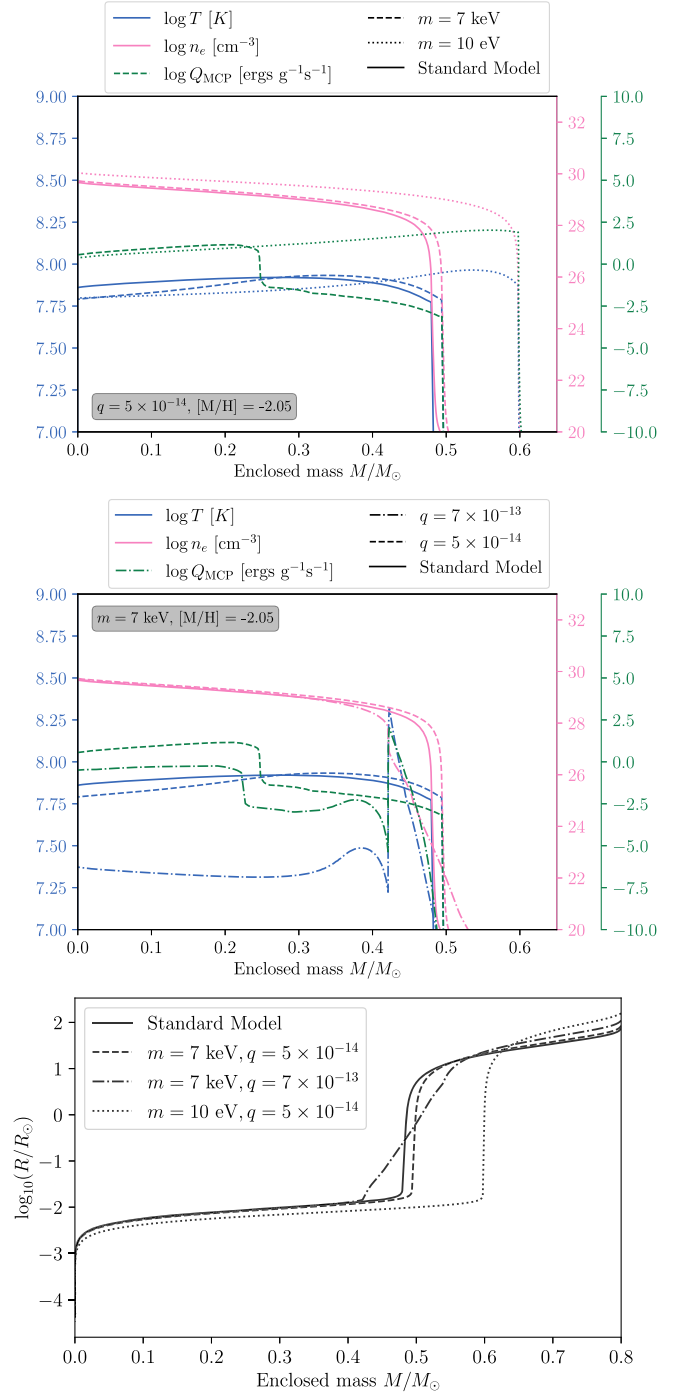 log T [K]
log nₑ [cm⁻³]
log Q_MCP [ergs g⁻¹s⁻¹]
m = 7 keV
m = 10 eV
Standard Model
9.00
8.75
8.50
8.25
8.00
7.75
7.50
7.25
7.00
32
30
28
26
24
22
20
10.0
7.5
5.0
2.5
0.0
−2.5
−5.0
−7.5
−10.0
q = 5 × 10⁻¹⁴, [M/H] = -2.05
0.0 0.1 0.2 0.3 0.4 0.5 0.6
Enclosed mass M/M⊙
log T [K]
log nₑ [cm⁻³]
log Q_MCP [ergs g⁻¹s⁻¹]
q = 7 × 10⁻¹³
q = 5 × 10⁻¹⁴
Standard Model
9.00
8.75
8.50
8.25
8.00
7.75
7.50
7.25
7.00
32
30
28
26
24
22
20
10.0
7.5
5.0
2.5
0.0
−2.5
−5.0
−7.5
−10.0
m = 7 keV, [M/H] = -2.05
0.0 0.1 0.2 0.3 0.4 0.5 0.6
Enclosed mass M/M⊙
Standard Model
m = 7 keV, q = 5 × 10⁻¹⁴
m = 7 keV, q = 7 × 10⁻¹³
m = 10 eV, q = 5 × 10⁻¹⁴
log₁₀(R/R⊙)
2
1
0
−1
−2
−3
−4
0.0 0.1 0.2 0.3 0.4 0.5 0.6 0.7 0.8
Enclosed mass M/M⊙